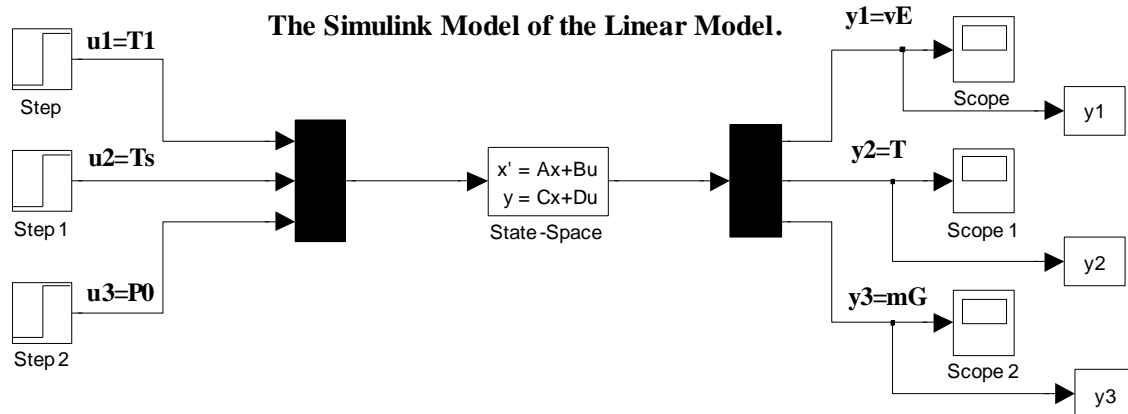 The Simulink Model of the Linear Model.
u1=T1
Step
u2=Ts
Step 1
u3=P0
Step 2
x' = Ax+Bu
y = Cx+Du
State-Space
y1=vE
Scope
y1
y2=T
Scope 1
y2
y3=mG
Scope 2
y3